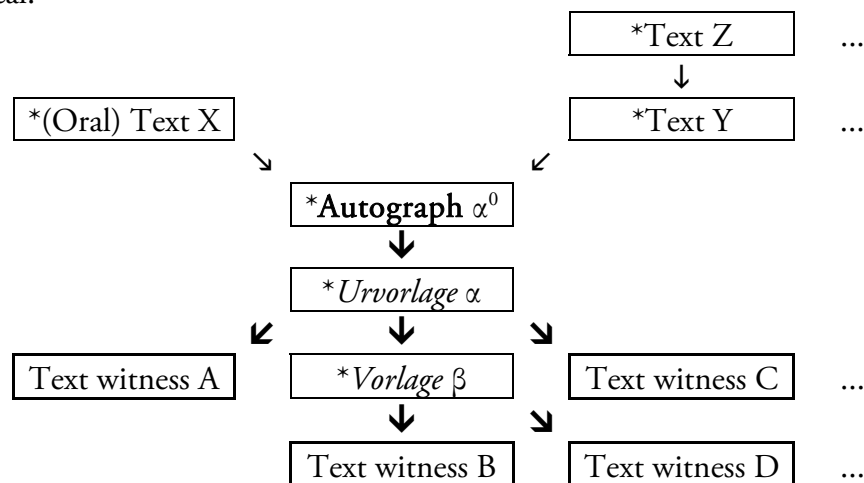 *Text Z ...
↓
*(Oral) Text X *Text Y ...
↘ ↙
*Autograph α⁰
↓
*Urvorlage α
↙ ↓ ↘
Text witness A *Vorlage β Text witness C ...
↓ ↘
Text witness B Text witness D ...